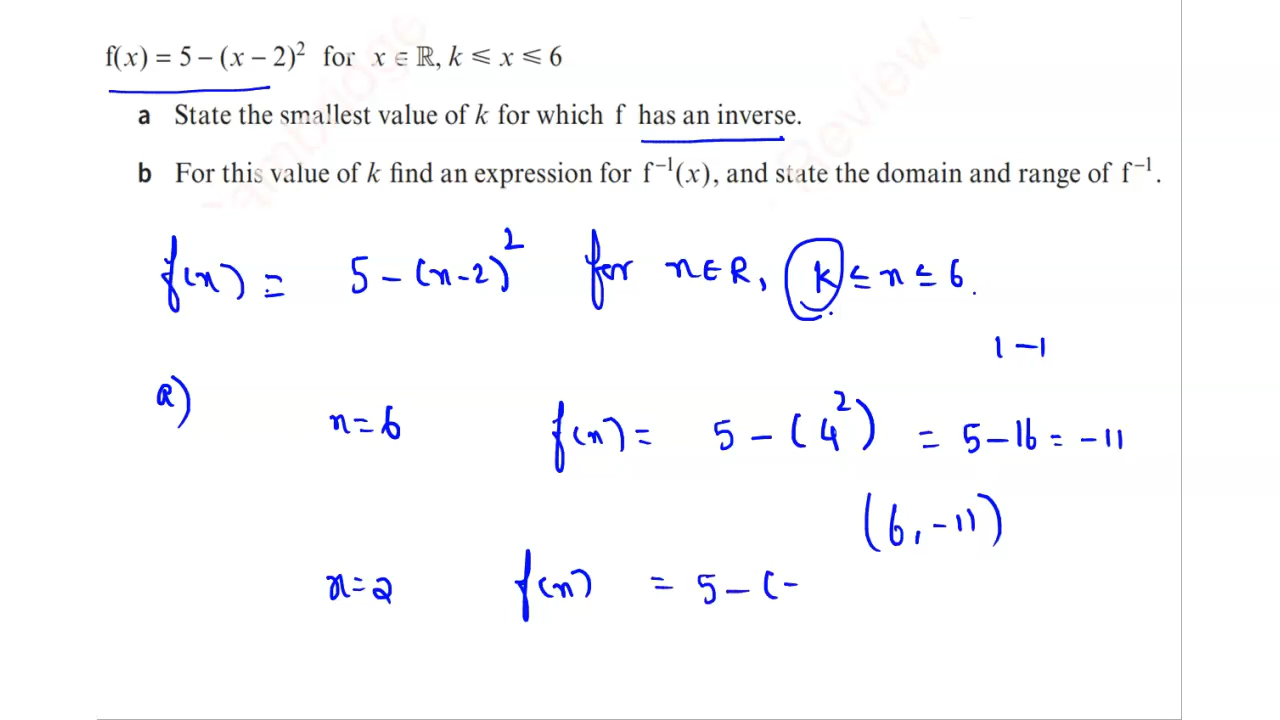 f(x) = 5 – (x – 2)² for x ∈ ℝ, k ⩽ x ⩽ 6
a State the smallest value of k for which f has an inverse.
b For this value of k find an expression for f⁻¹(x), and state the domain and range of f⁻¹.
f(x) = 5 – (x-2)² for x ∈ R, k ≤ x ≤ 6.
1 – 1
a) x = 6 f(x) = 5 – (4²) = 5 – 16 = -11
(6, -11)
x = 2 f(x) = 5 – (-